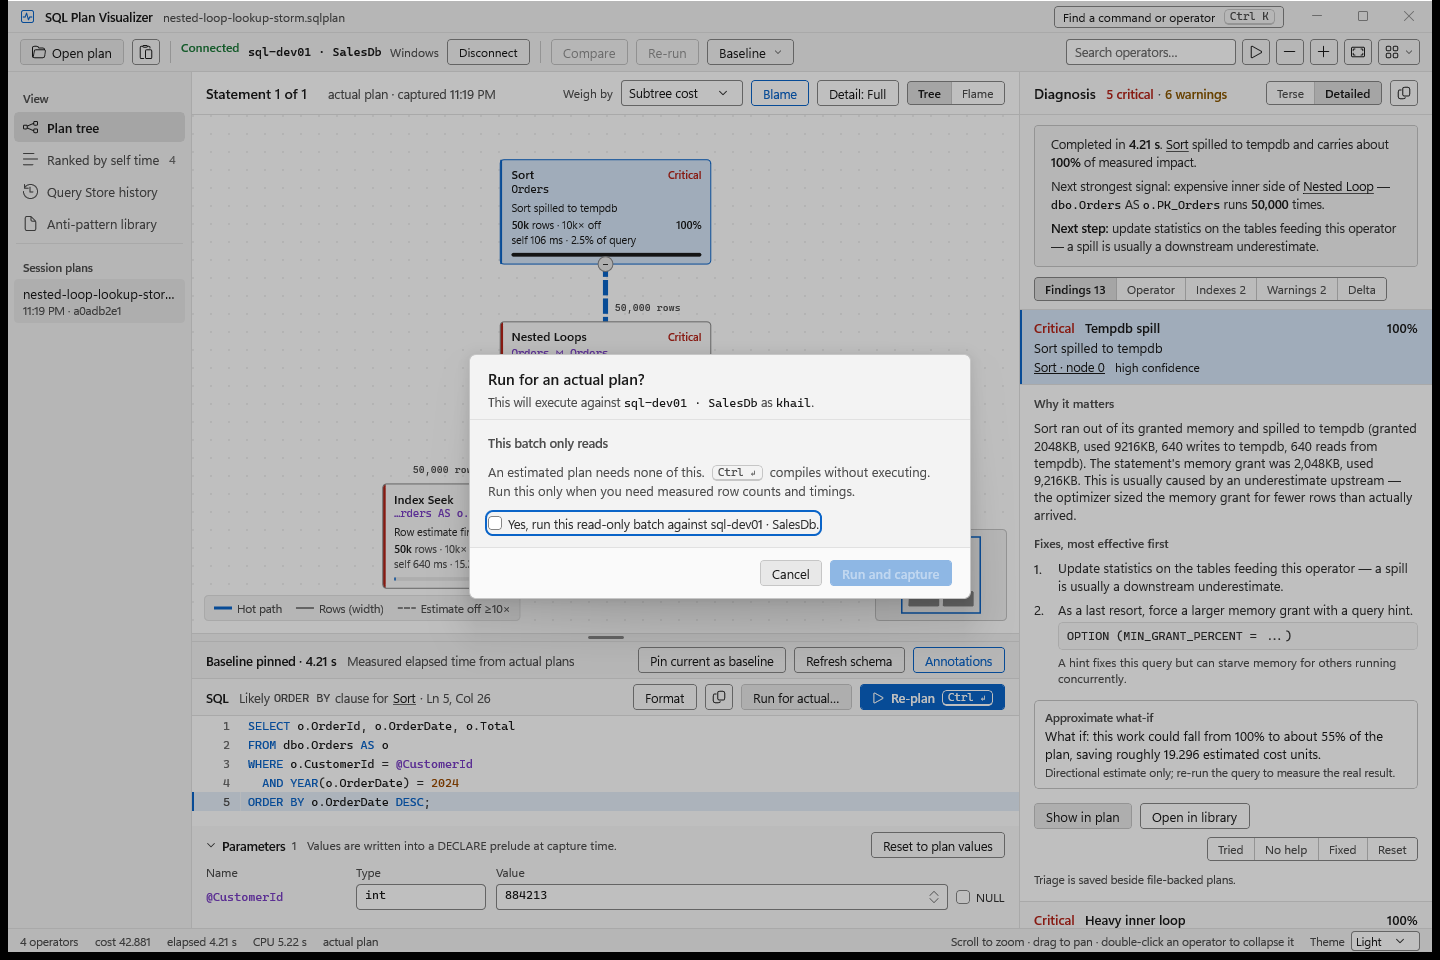 SQL Plan Visualizer nested-loop-lookup-storm.sqlplan
Find a command or operator Ctrl K
Open plan
Connected sql-dev01 · SalesDb Windows
Disconnect
Compare
Re-run
Baseline
Search operators...
View
Plan tree
Ranked by self time 4
Query Store history
Anti-pattern library
Session plans
nested-loop-lookup-stor...
11:19 PM · a0adb2e1
Statement 1 of 1 actual plan · captured 11:19 PM
Weigh by Subtree cost
Blame
Detail: Full
Tree Flame
Sort Critical
Orders
Sort spilled to tempdb
50k rows · 10k× off 100%
self 106 ms · 2.5% of query
50,000 rows
Nested Loops Critical
Orders ⋈ Orders
50,000 row
Index Seek
…rders AS o.
Row estimate fir
50k rows · 10k×
self 640 ms · 15.
Hot path Rows (width) Estimate off ≥10×
Run for an actual plan?
This will execute against sql-dev01 · SalesDb as khail.
This batch only reads
An estimated plan needs none of this. Ctrl ↵ compiles without executing.
Run this only when you need measured row counts and timings.
Yes, run this read-only batch against sql-dev01 · SalesDb.
Cancel
Run and capture
Baseline pinned · 4.21 s Measured elapsed time from actual plans
Pin current as baseline
Refresh schema
Annotations
SQL Likely ORDER BY clause for Sort · Ln 5, Col 26
Format
Run for actual...
Re-plan Ctrl ↵
1 SELECT o.OrderId, o.OrderDate, o.Total
2 FROM dbo.Orders AS o
3 WHERE o.CustomerId = @CustomerId
4 AND YEAR(o.OrderDate) = 2024
5 ORDER BY o.OrderDate DESC;
Parameters 1 Values are written into a DECLARE prelude at capture time.
Reset to plan values
Name Type Value
@CustomerId int 884213 NULL
Diagnosis 5 critical · 6 warnings
Terse Detailed
Completed in 4.21 s. Sort spilled to tempdb and carries about
100% of measured impact.
Next strongest signal: expensive inner side of Nested Loop —
dbo.Orders AS o.PK_Orders runs 50,000 times.
Next step: update statistics on the tables feeding this operator
— a spill is usually a downstream underestimate.
Findings 13 Operator Indexes 2 Warnings 2 Delta
Critical Tempdb spill 100%
Sort spilled to tempdb
Sort · node 0 high confidence
Why it matters
Sort ran out of its granted memory and spilled to tempdb (granted
2048KB, used 9216KB, 640 writes to tempdb, 640 reads from
tempdb). The statement's memory grant was 2,048KB, used
9,216KB. This is usually caused by an underestimate upstream —
the optimizer sized the memory grant for fewer rows than actually
arrived.
Fixes, most effective first
1. Update statistics on the tables feeding this operator — a spill
is usually a downstream underestimate.
2. As a last resort, force a larger memory grant with a query hint.
OPTION (MIN_GRANT_PERCENT = ...)
A hint fixes this query but can starve memory for others running
concurrently.
Approximate what-if
What if: this work could fall from 100% to about 55% of the
plan, saving roughly 19.296 estimated cost units.
Directional estimate only; re-run the query to measure the real result.
Show in plan
Open in library
Tried No help Fixed Reset
Triage is saved beside file-backed plans.
Critical Heavy inner loop 100%
4 operators cost 42.881 elapsed 4.21 s CPU 5.22 s actual plan
Scroll to zoom · drag to pan · double-click an operator to collapse it Theme Light